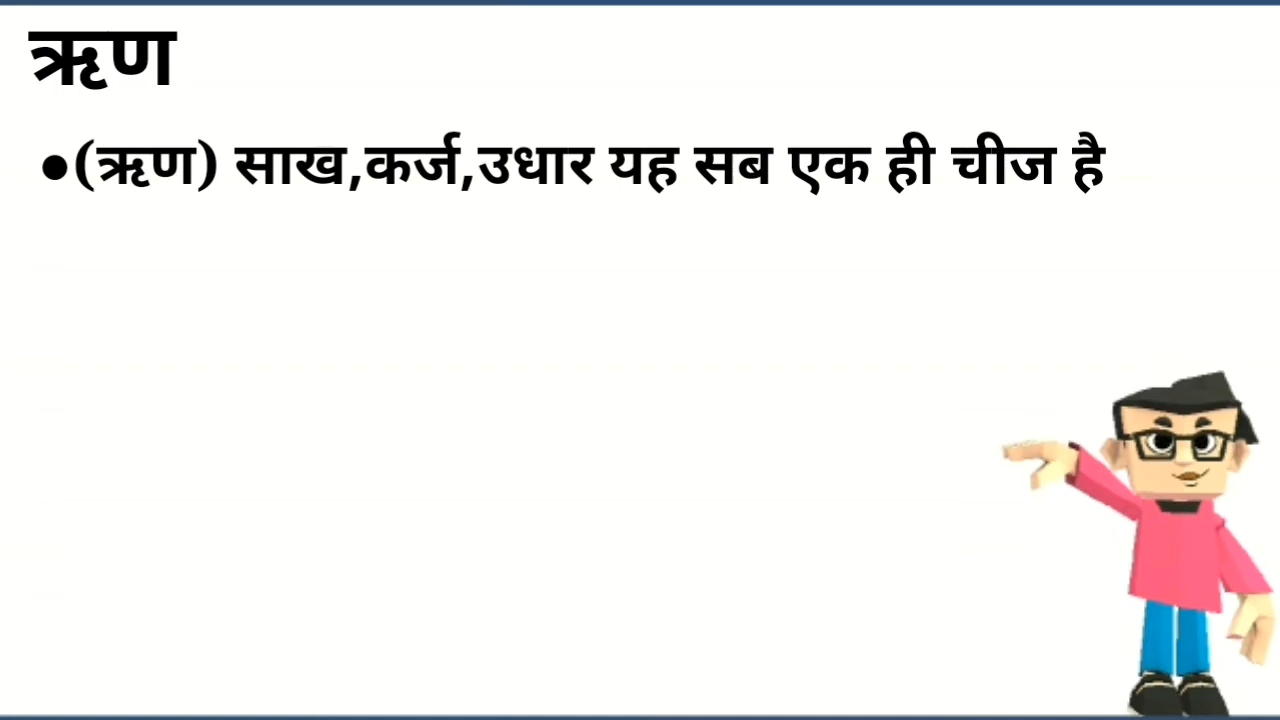 ऋण
●(ऋण) साख,कर्ज,उधार यह सब एक ही चीज है